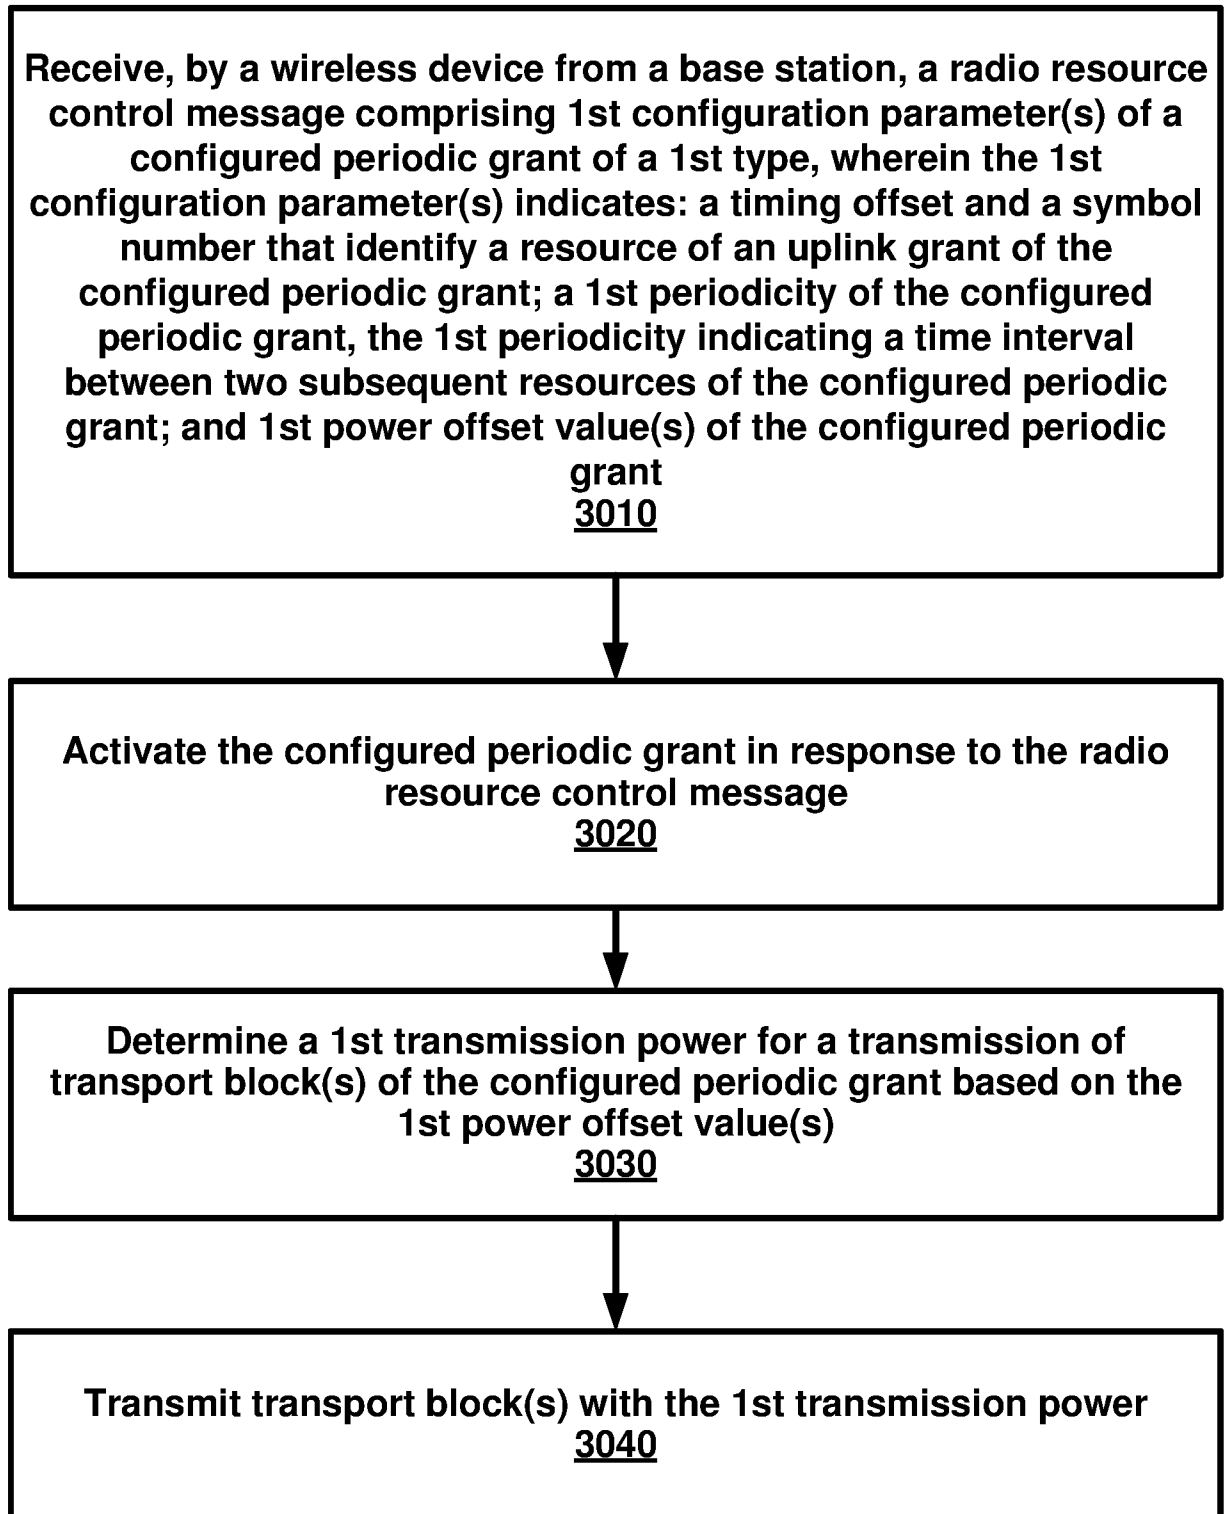 Receive, by a wireless device from a base station, a radio resource
control message comprising 1st configuration parameter(s) of a
configured periodic grant of a 1st type, wherein the 1st
configuration parameter(s) indicates: a timing offset and a symbol
number that identify a resource of an uplink grant of the
configured periodic grant; a 1st periodicity of the configured
periodic grant, the 1st periodicity indicating a time interval
between two subsequent resources of the configured periodic
grant; and 1st power offset value(s) of the configured periodic
grant
3010
Activate the configured periodic grant in response to the radio
resource control message
3020
Determine a 1st transmission power for a transmission of
transport block(s) of the configured periodic grant based on the
1st power offset value(s)
3030
Transmit transport block(s) with the 1st transmission power
3040